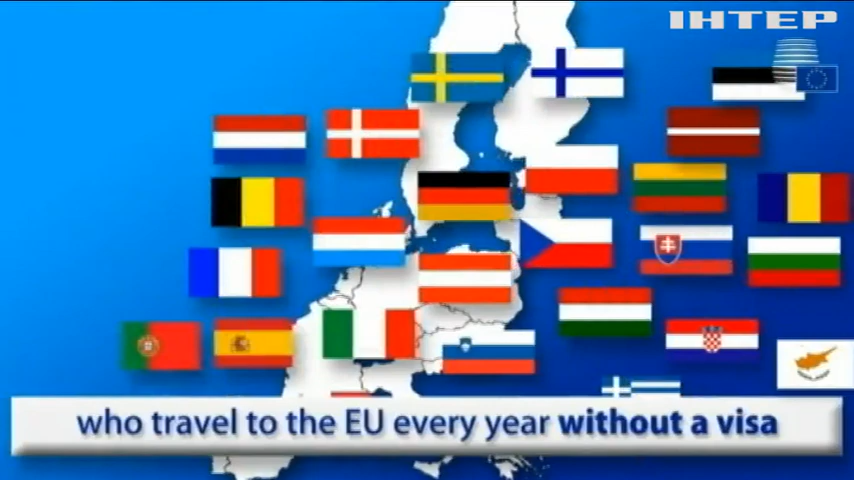 ІНТЕР
who travel to the EU every year without a visa